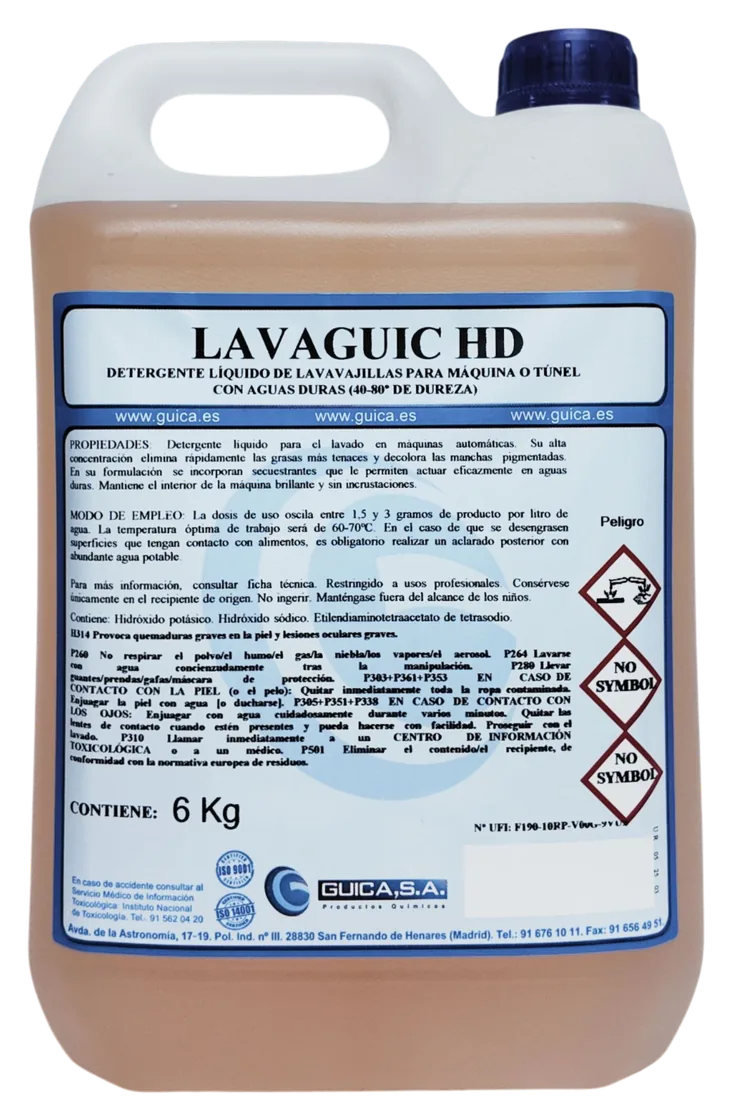 LAVAGUIC HD
DETERGENTE LÍQUIDO DE LAVAVAJILLAS PARA MÁQUINA O TÚNEL
CON AGUAS DURAS (40-80º DE DUREZA)
www.guica.es www.guica.es www.guica.es
PROPIEDADES: Detergente líquido para el lavado en máquinas automáticas. Su alta
concentración elimina rápidamente las grasas más tenaces y decolora las manchas pigmentadas.
En su formulación se incorporan secuestrantes que le permiten actuar eficazmente en aguas
duras. Mantiene el interior de la máquina brillante y sin incrustaciones.
MODO DE EMPLEO: La dosis de uso oscila entre 1,5 y 3 gramos de producto por litro de
agua. La temperatura óptima de trabajo será de 60-70ºC. En el caso de que se desengrasen
superficies que tengan contacto con alimentos, es obligatorio realizar un aclarado posterior con
abundante agua potable.
Peligro
Para más información, consultar ficha técnica. Restringido a usos profesionales. Consérvese
únicamente en el recipiente de origen. No ingerir. Manténgase fuera del alcance de los niños.
Contiene: Hidróxido potásico. Hidróxido sódico. Etilendiaminotetraacetato de tetrasodio.
H314 Provoca quemaduras graves en la piel y lesiones oculares graves.
P260 No respirar el polvo/el humo/el gas/la niebla/los vapores/el aerosol. P264 Lavarse
con agua concienzudamente tras la manipulación. P280 Llevar
guantes/prendas/gafas/máscara de protección. P303+P361+P353 EN CASO DE
CONTACTO CON LA PIEL (o el pelo): Quitar inmediatamente toda la ropa contaminada.
Enjuagar la piel con agua [o ducharse]. P305+P351+P338 EN CASO DE CONTACTO CON
LOS OJOS: Enjuagar con agua cuidadosamente durante varios minutos. Quitar las
lentes de contacto cuando estén presentes y pueda hacerse con facilidad. Proseguir con el
lavado. P310 Llamar inmediatamente a un CENTRO DE INFORMACIÓN
TOXICOLÓGICA o a un médico. P501 Eliminar el contenido/el recipiente, de
conformidad con la normativa europea de residuos.
NO
SYMBOL
NO
SYMBOL
CONTIENE: 6 Kg
Nº UFI: F190-10RP-
En caso de accidente consultar al
Servicio Médico de Información
Toxicológica: Instituto Nacional
de Toxicología. Tel.: 91 562 04 20
CERTIFIED
ISO 9001
CERTIFIED
ISO 14001
GUICA, S.A.
Productos Químicos
Avda. de la Astronomía, 17-19. Pol. Ind. nº III. 28830 San Fernando de Henares (Madrid). Tel.: 91 676 10 11. Fax: 91 656 49 51